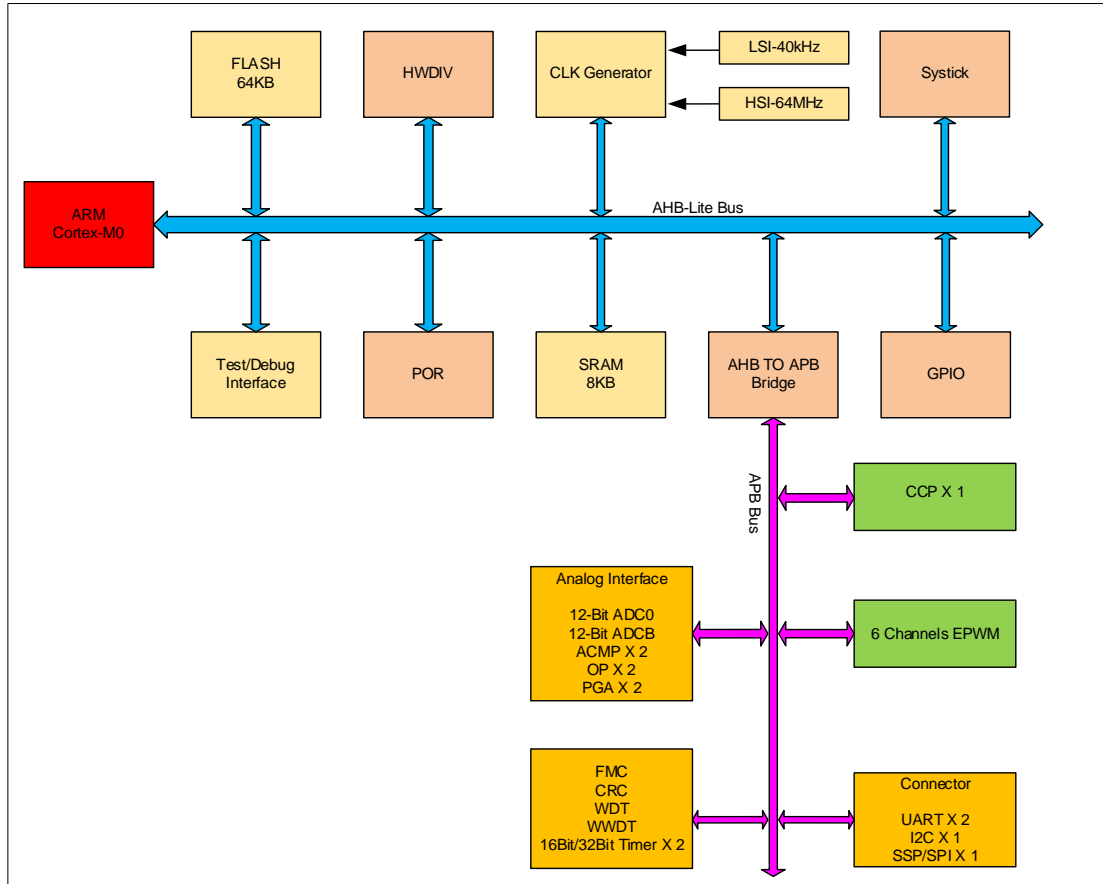 FLASH
64KB
HWDIV
CLK Generator
LSI-40kHz
HSI-64MHz
Systick
ARM
Cortex-M0
AHB-Lite Bus
Test/Debug
Interface
POR
SRAM
8KB
AHB TO APB
Bridge
GPIO
APB Bus
CCP X 1
Analog Interface
12-Bit ADC0
12-Bit ADCB
ACMP X 2
OP X 2
PGA X 2
6 Channels EPWM
FMC
CRC
WDT
WWDT
16Bit/32Bit Timer X 2
Connector
UART X 2
I2C X 1
SSP/SPI X 1